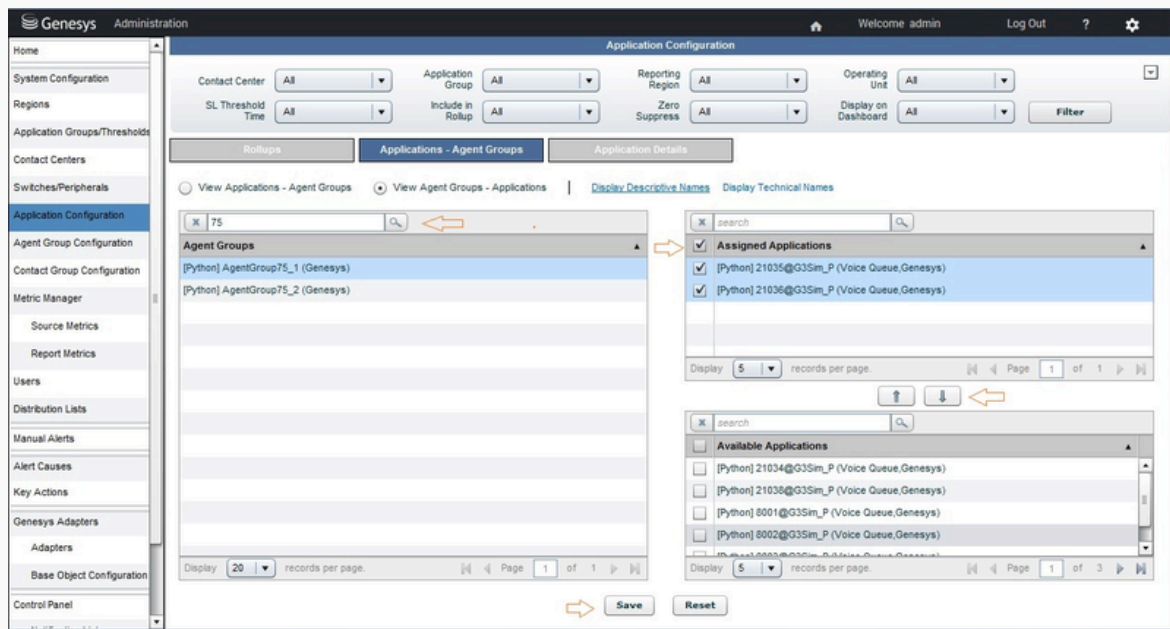 Genesys Administration Welcome admin Log Out ?
Application Configuration
Home
System Configuration
Regions
Application Groups/Thresholds
Contact Centers
Switches/Peripherals
Application Configuration
Agent Group Configuration
Contact Group Configuration
Metric Manager
Source Metrics
Report Metrics
Users
Distribution Lists
Manual Alerts
Alert Causes
Key Actions
Genesys Adapters
Adapters
Base Object Configuration
Control Panel
Contact Center All Application Group All Reporting Region All Operating Unit All
SL Threshold Time All Include in Rollup All Zero Suppress All Display on Dashboard All Filter
Rollups Applications - Agent Groups Application Details
View Applications - Agent Groups View Agent Groups - Applications | Display Descriptive Names Display Technical Names
75
Agent Groups
[Python] AgentGroup75_1 (Genesys)
[Python] AgentGroup75_2 (Genesys)
Display 20 records per page. Page 1 of 1
search
Assigned Applications
[Python] 21035@G3Sim_P (Voice Queue,Genesys)
[Python] 21036@G3Sim_P (Voice Queue,Genesys)
Display 5 records per page. Page 1 of 1
search
Available Applications
[Python] 21034@G3Sim_P (Voice Queue,Genesys)
[Python] 21038@G3Sim_P (Voice Queue,Genesys)
[Python] 8001@G3Sim_P (Voice Queue,Genesys)
[Python] 8002@G3Sim_P (Voice Queue,Genesys)
Display 5 records per page. Page 1 of 3
Save Reset